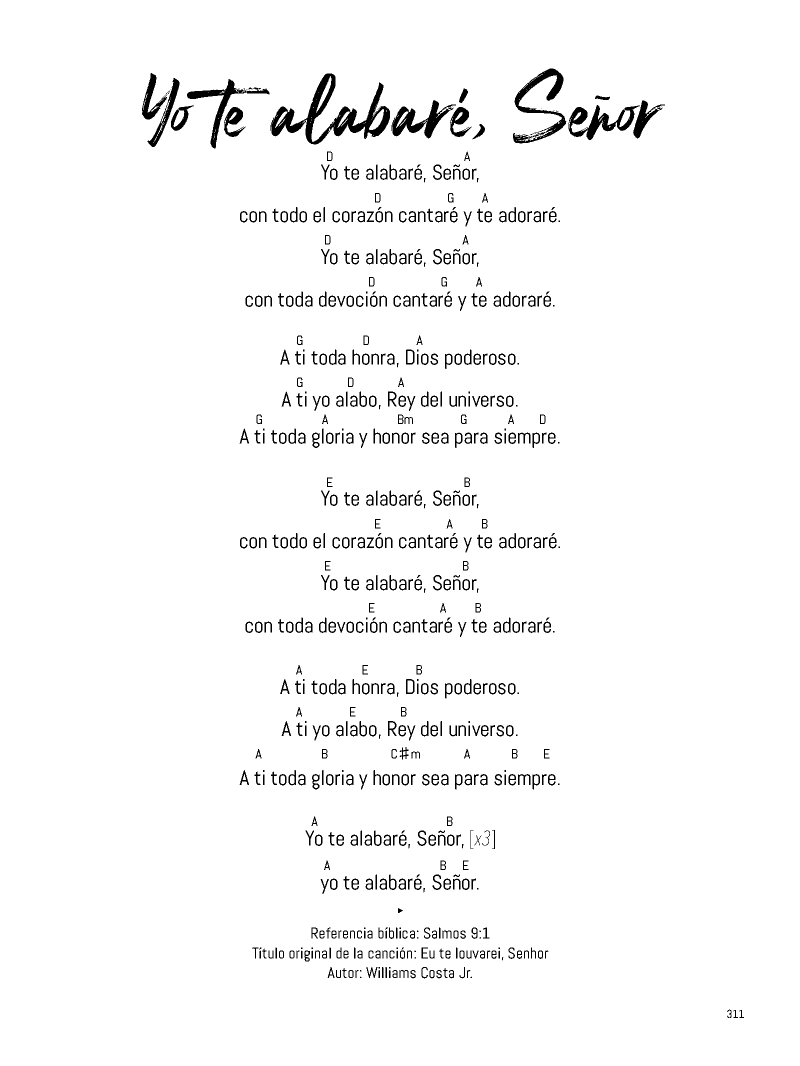 Yo te alabaré, Señor
D A
Yo te alabaré, Señor,
D G A
con todo el corazón cantaré y te adoraré.
D A
Yo te alabaré, Señor,
D G A
con toda devoción cantaré y te adoraré.
G D A
A ti toda honra, Dios poderoso.
G D A
A ti yo alabo, Rey del universo.
G A Bm G A D
A ti toda gloria y honor sea para siempre.
E B
Yo te alabaré, Señor,
E A B
con todo el corazón cantaré y te adoraré.
E B
Yo te alabaré, Señor,
E A B
con toda devoción cantaré y te adoraré.
A E B
A ti toda honra, Dios poderoso.
A E B
A ti yo alabo, Rey del universo.
A B C♯m A B E
A ti toda gloria y honor sea para siempre.
A B
Yo te alabaré, Señor, [x3]
A B E
yo te alabaré, Señor.
Referencia bíblica: Salmos 9:1
Título original de la canción: Eu te louvarei, Senhor
Autor: Williams Costa Jr.
311